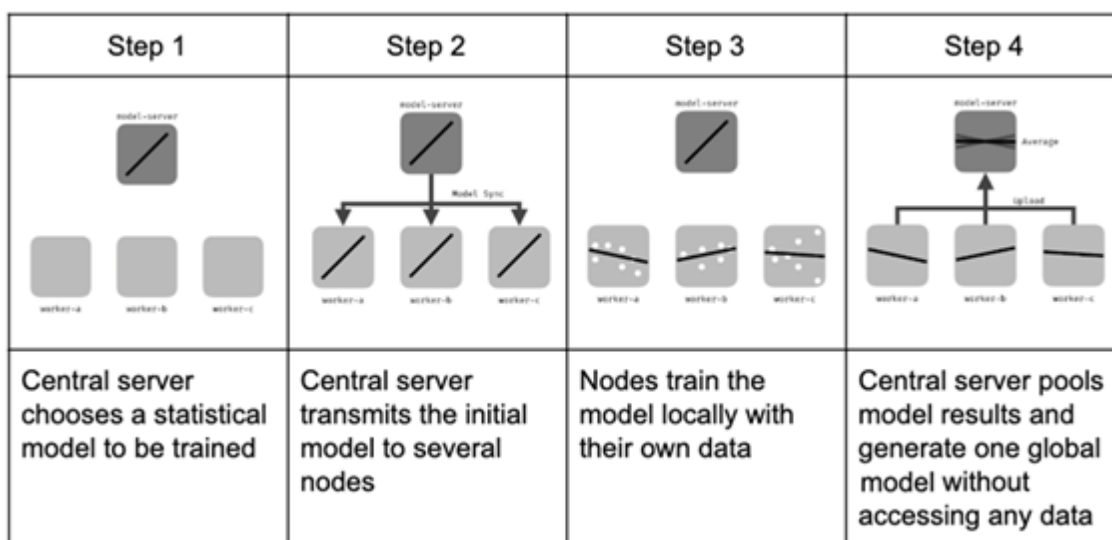 Step 1
Step 2
Step 3
Step 4
model-server
worker-a
worker-b
worker-c
model-server
Model Sync
worker-a
worker-b
worker-c
model-server
worker-a
worker-b
worker-c
model-server
Average
Upload
worker-a
worker-b
worker-c
Central server
chooses a statistical
model to be trained
Central server
transmits the initial
model to several
nodes
Nodes train the
model locally with
their own data
Central server pools
model results and
generate one global
model without
accessing any data